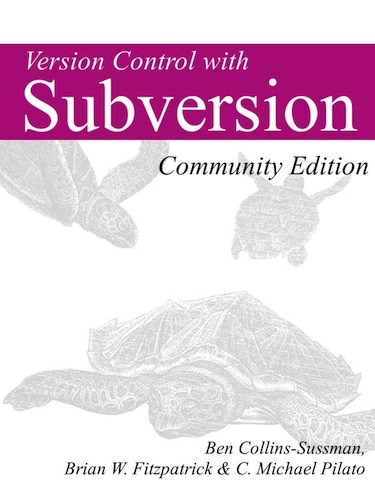 Version Control with
Subversion
Community Edition
Ben Collins-Sussman,
Brian W. Fitzpatrick & C. Michael Pilato